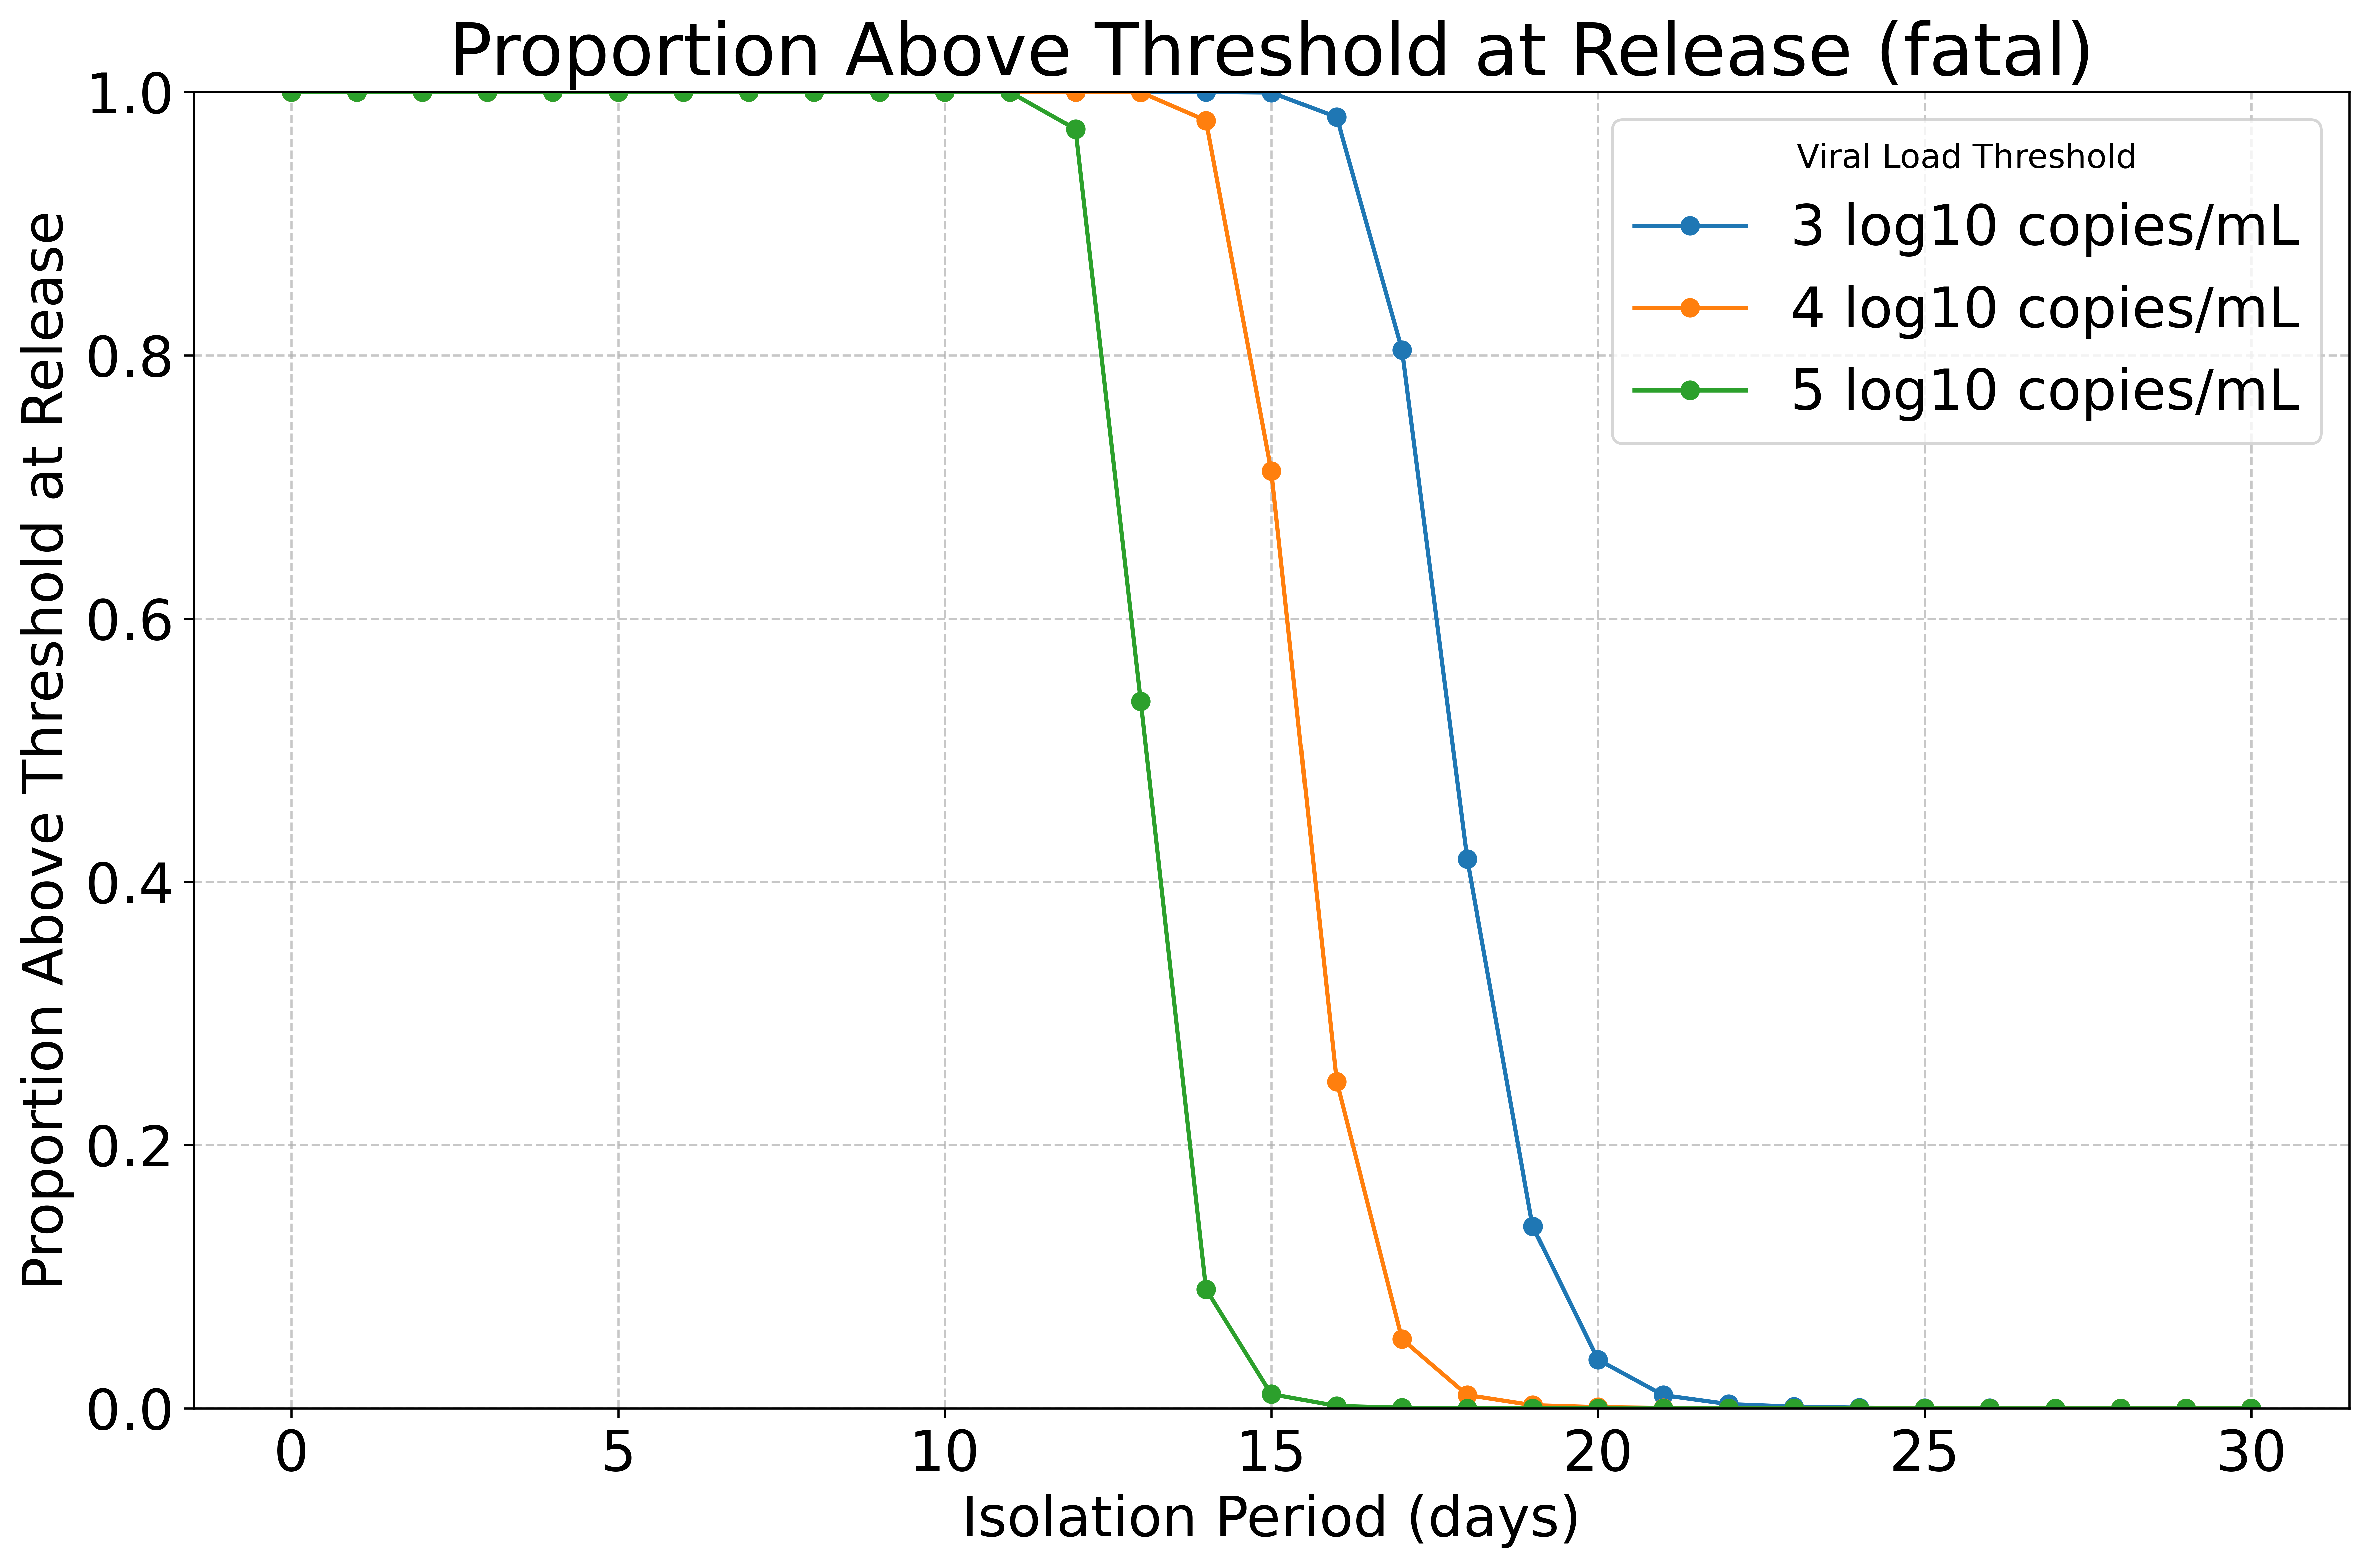 Proportion Above Threshold at Release (fatal)
Proportion Above Threshold at Release
1.0
0.8
0.6
0.4
0.2
0.0
Viral Load Threshold
3 log10 copies/mL
4 log10 copies/mL
5 log10 copies/mL
0 5 10 15 20 25 30
Isolation Period (days)